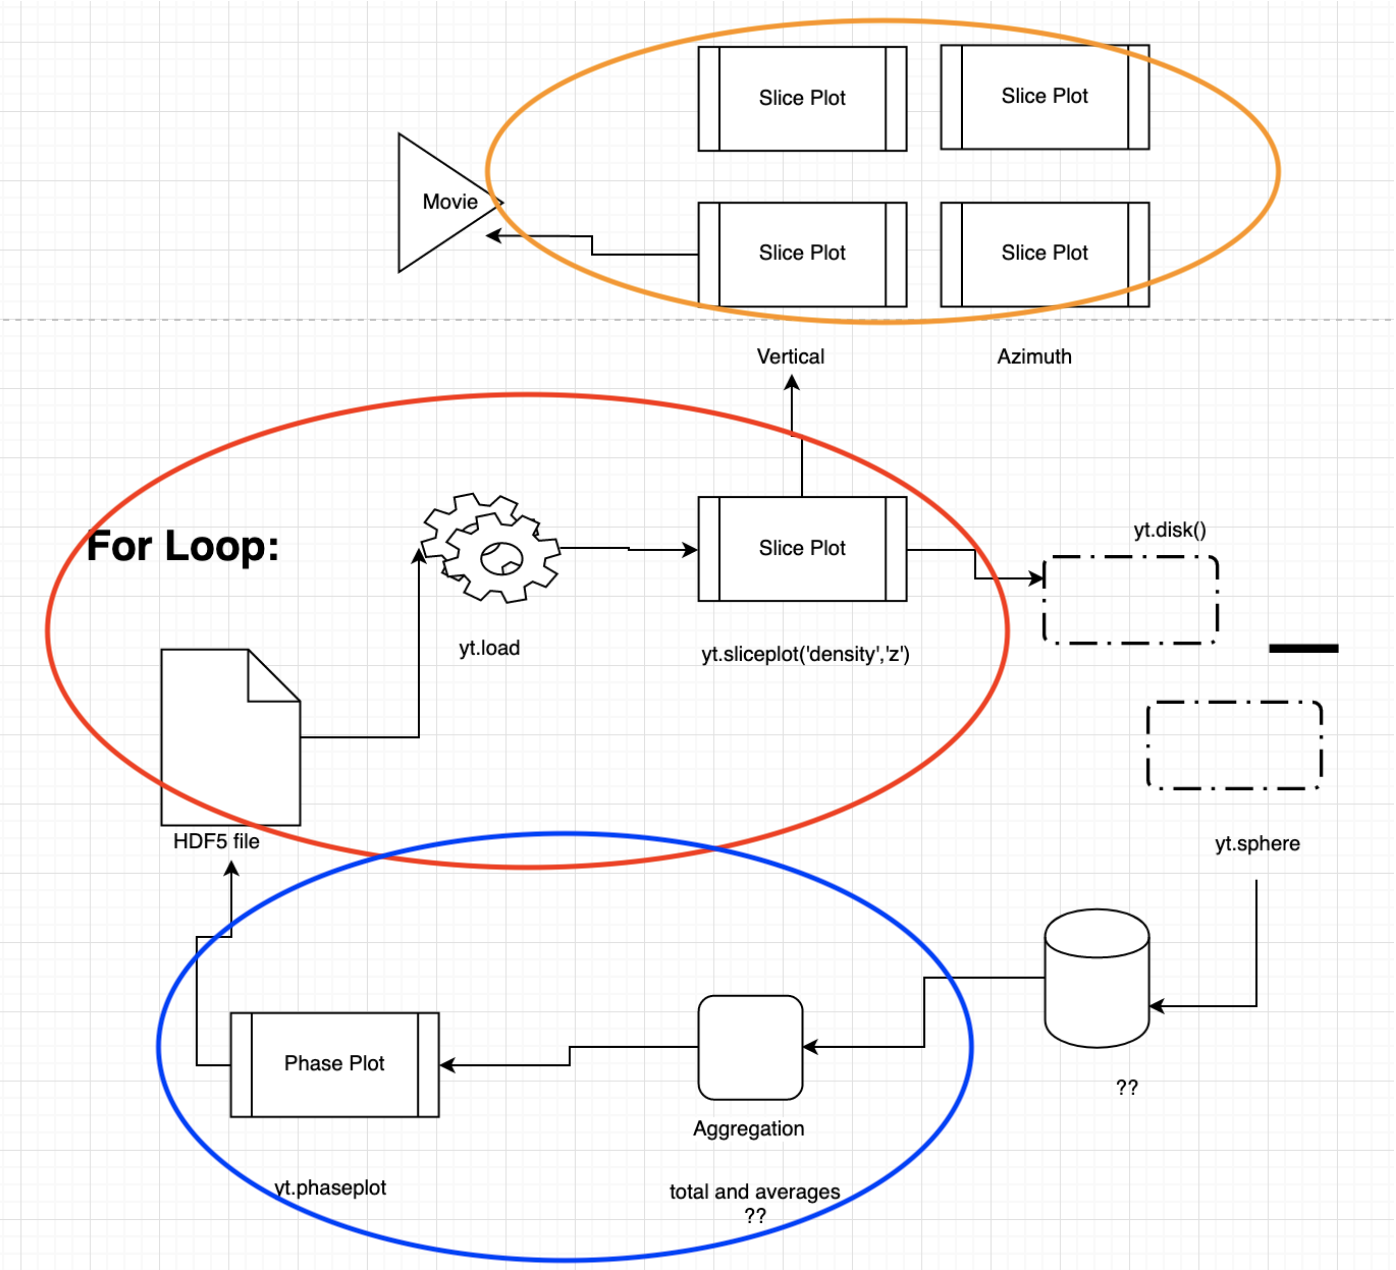 Slice Plot
Slice Plot
Movie
Slice Plot
Slice Plot
Vertical
Azimuth
For Loop:
yt.load
Slice Plot
yt.sliceplot('density','z')
yt.disk()
HDF5 file
yt.sphere
Phase Plot
yt.phaseplot
Aggregation
total and averages
??
??